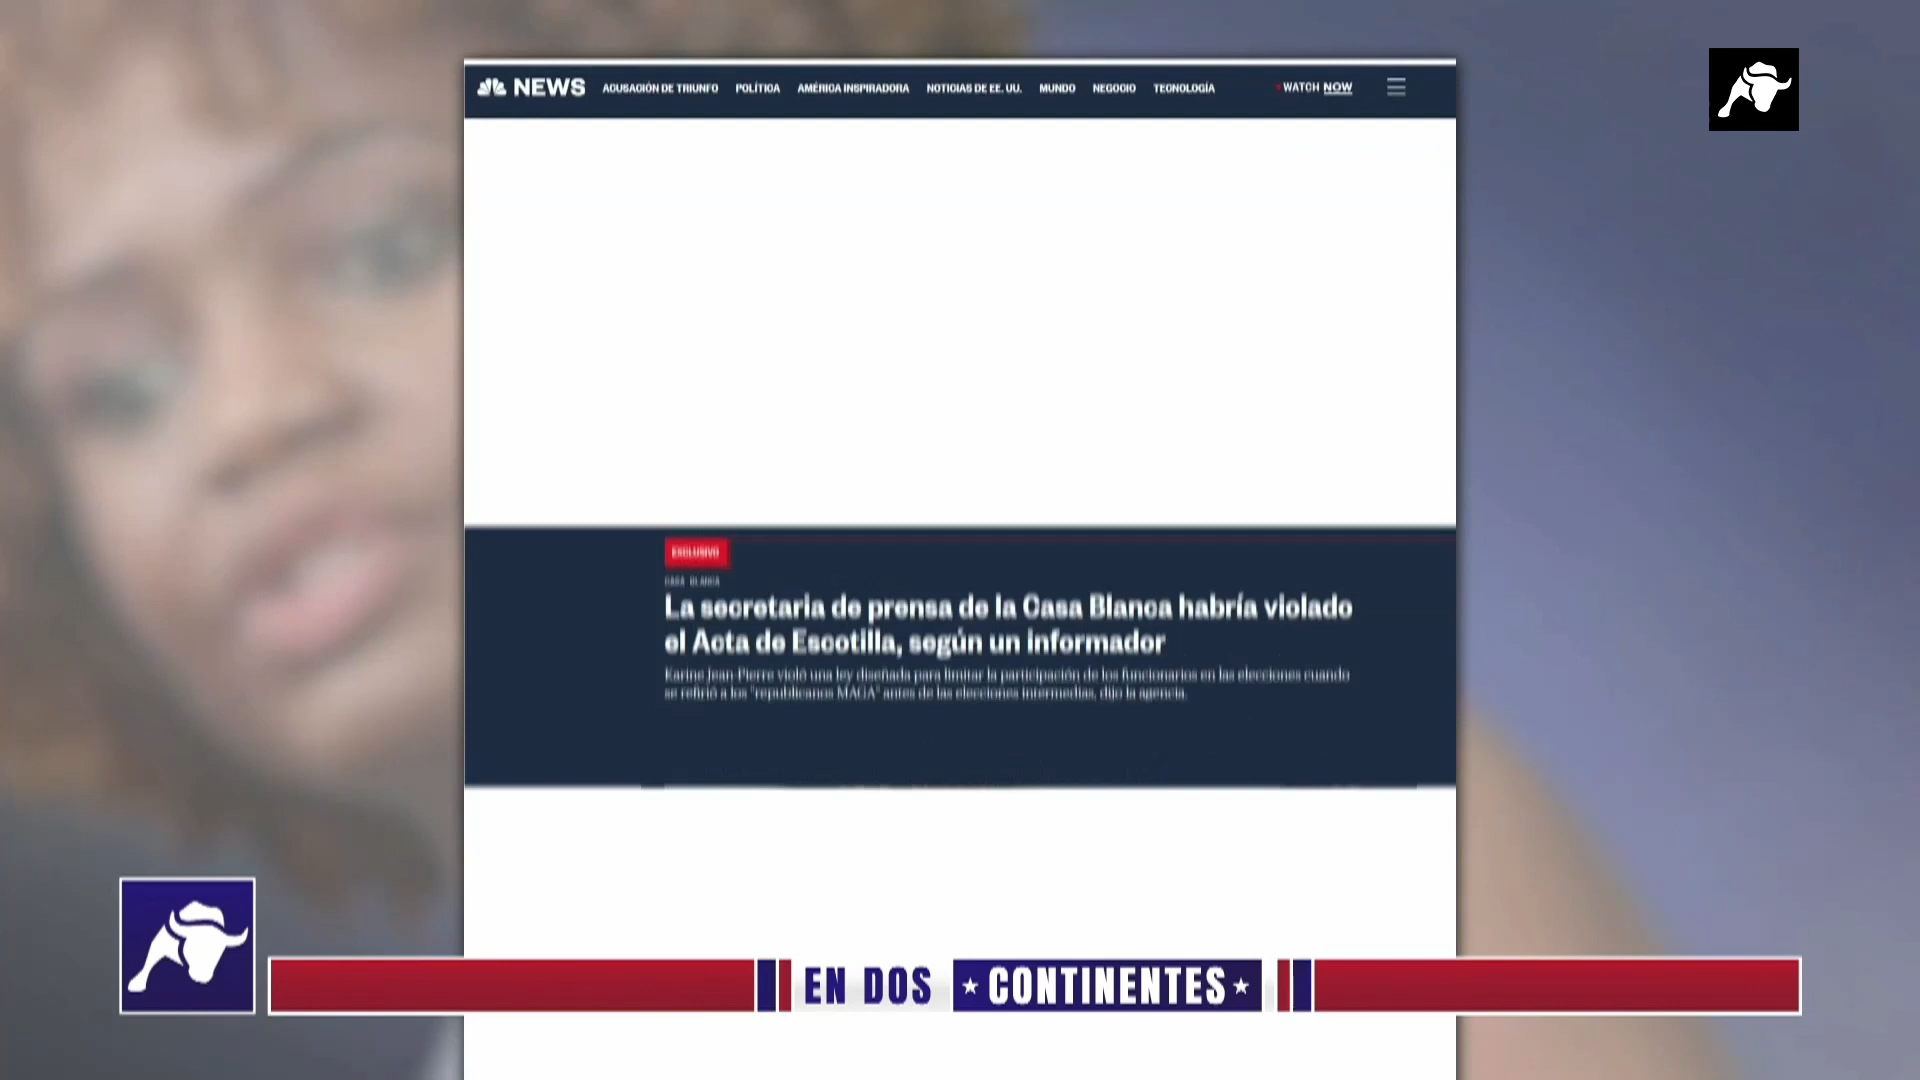 NEWS ACUSACIÓN DE TRIUNFO POLÍTICA AMÉRICA INSPIRADORA NOTICIAS DE EE. UU. MUNDO NEGOCIO TECNOLOGÍA WATCH NOW
EXCLUSIVO
CASA BLANCA
La secretaria de prensa de la Casa Blanca habría violado
el Acta de Escotilla, según un informador
Karine Jean-Pierre violó una ley diseñada para limitar la participación de los funcionarios en las elecciones cuando
se refirió a los "republicanos MAGA" antes de las elecciones intermedias, dijo la agencia.
EN DOS CONTINENTES